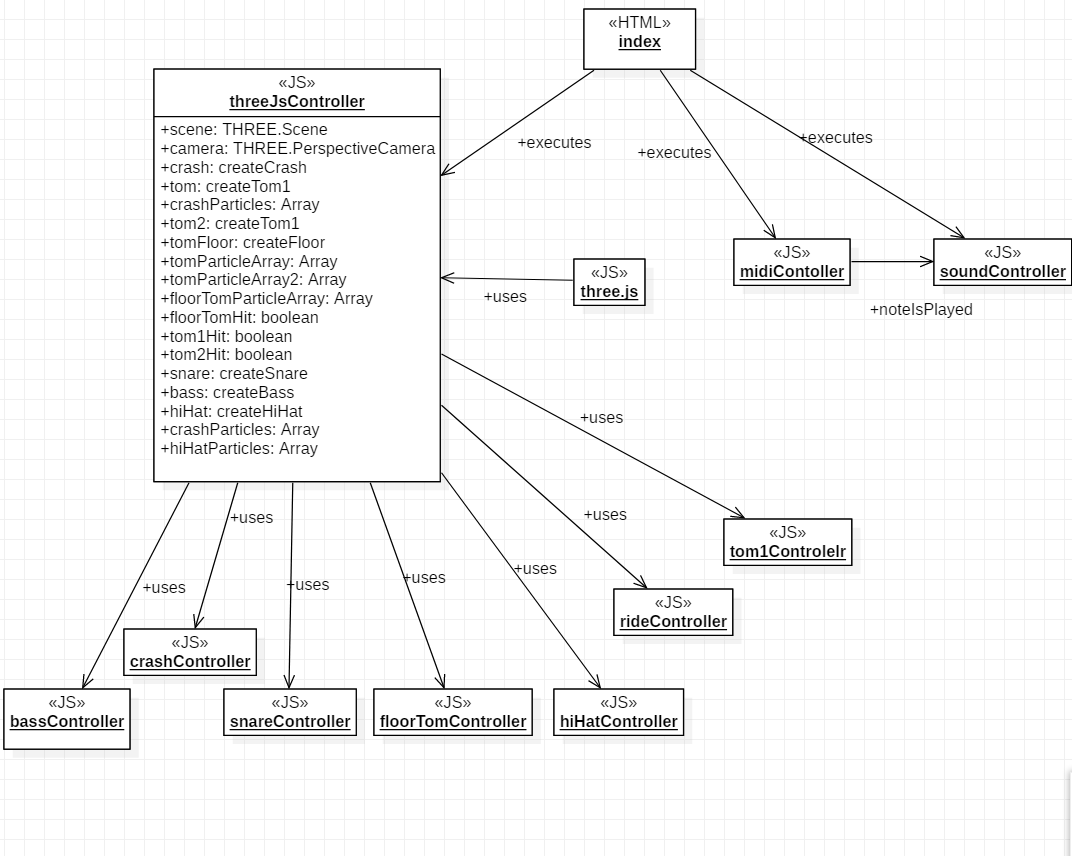 «HTML»
index
«JS»
threeJsController
+scene: THREE.Scene
+camera: THREE.PerspectiveCamera
+crash: createCrash
+tom: createTom1
+crashParticles: Array
+tom2: createTom1
+tomFloor: createFloor
+tomParticleArray: Array
+tomParticleArray2: Array
+floorTomParticleArray: Array
+floorTomHit: boolean
+tom1Hit: boolean
+tom2Hit: boolean
+snare: createSnare
+bass: createBass
+hiHat: createHiHat
+crashParticles: Array
+hiHatParticles: Array
+executes
+executes
+executes
«JS»
midiContoller
«JS»
soundController
+noteIsPlayed
«JS»
three.js
+uses
+uses
+uses
+uses
+uses
+uses
+uses
+uses
«JS»
tom1Controlelr
«JS»
rideController
«JS»
crashController
«JS»
bassController
«JS»
snareController
«JS»
floorTomController
«JS»
hiHatController